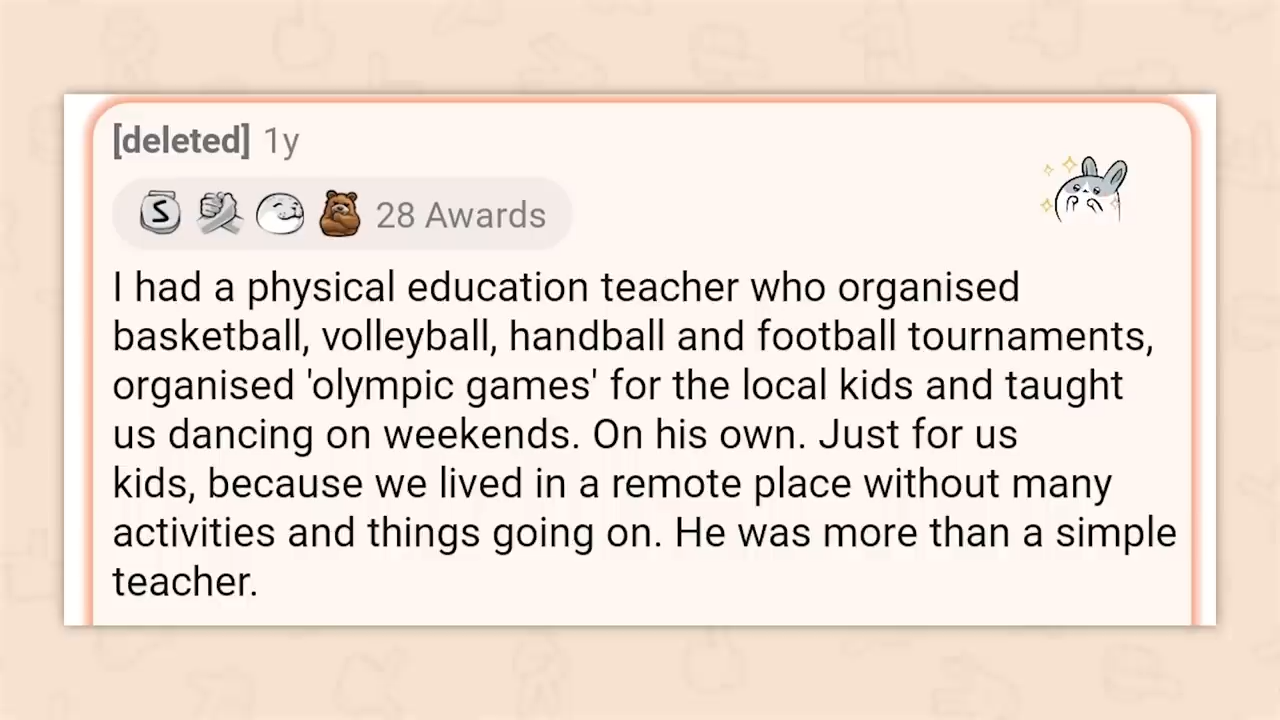 [deleted] 1y
S 28 Awards
I had a physical education teacher who organised
basketball, volleyball, handball and football tournaments,
organised 'olympic games' for the local kids and taught
us dancing on weekends. On his own. Just for us
kids, because we lived in a remote place without many
activities and things going on. He was more than a simple
teacher.